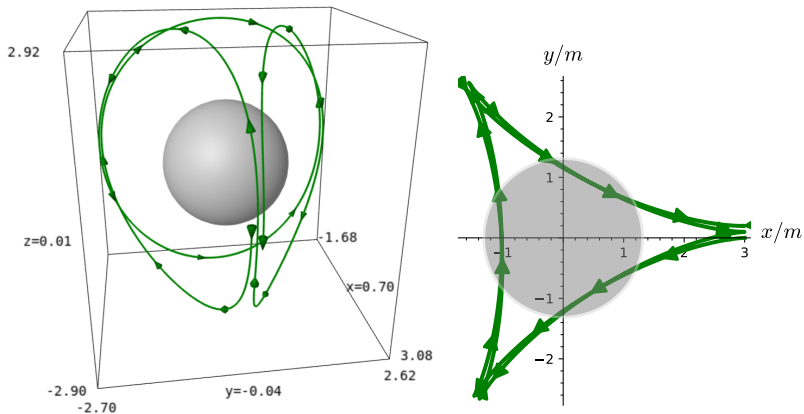 2.92
z=0.01
-2.90
-2.70
y=-0.04
-1.68
x=0.70
3.08
2.62
y/m
2
1
−1
1
2
3
x/m
−1
−2